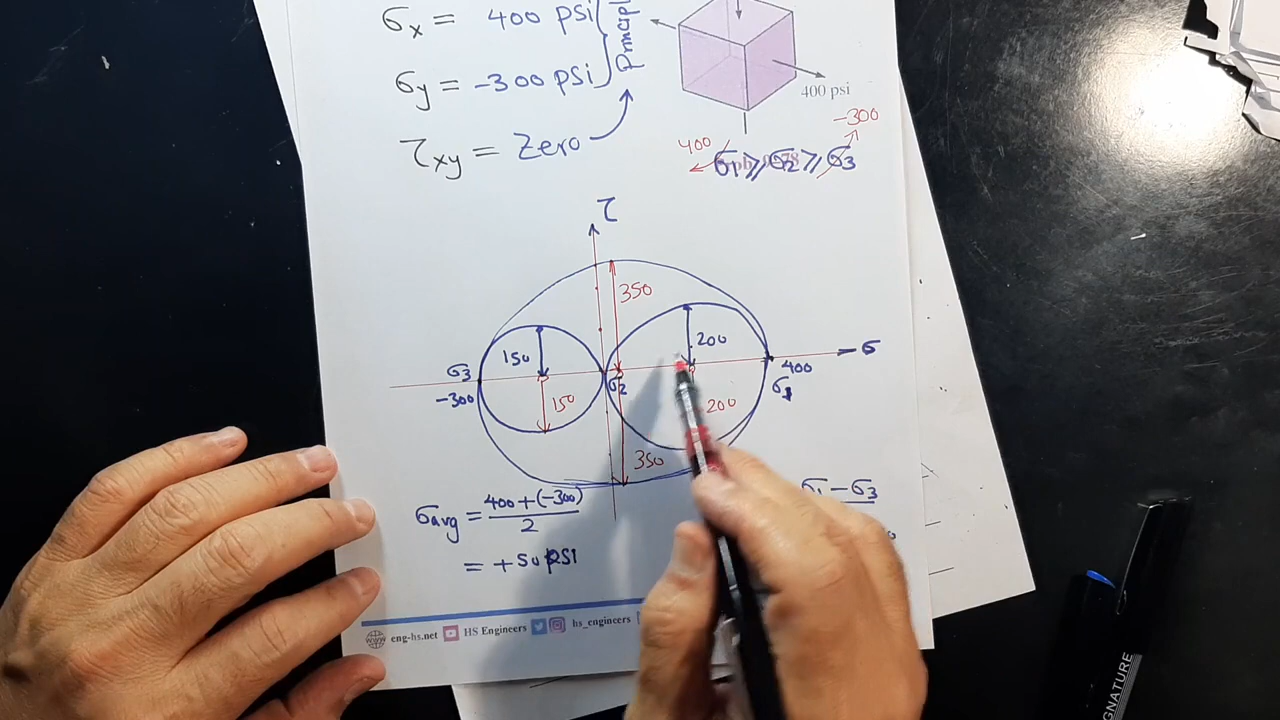 σx = 400 psi
σy = -300 psi
τxy = Zero
400 psi
-300
400
σ1 ⩾ σ2 ⩾ σ3
τ
350
150
200
σ
σ3
σ2
400
-300
σ1
150
200
350
σavg = 400 + (-300) / 2
= +50 psi
σ1 - σ3
eng-hs.net HS Engineers hs_engineers
GNATURE